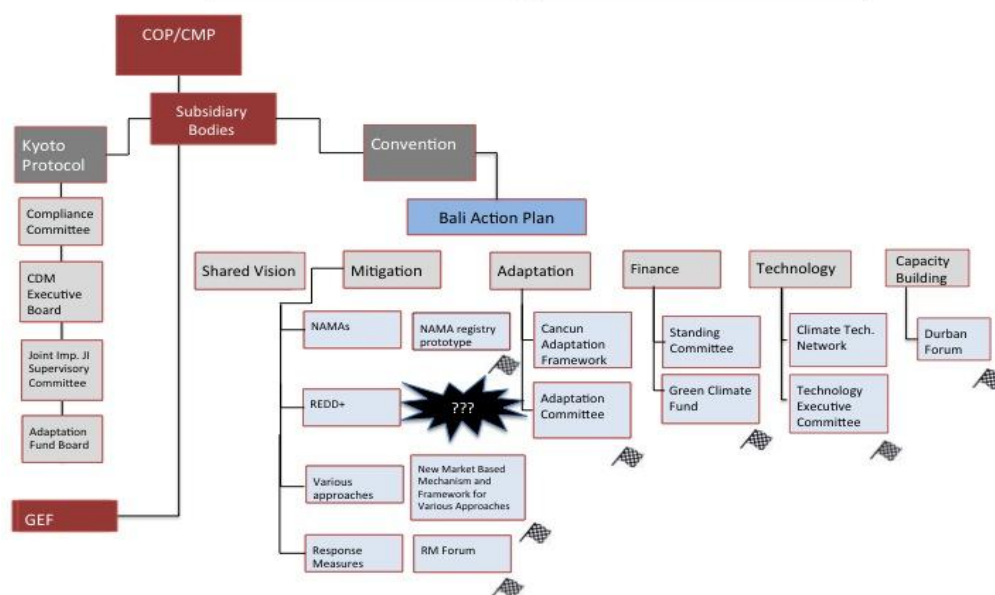 COP/CMP
Subsidiary
Bodies
Kyoto
Protocol
Convention
Compliance
Committee
Bali Action Plan
CDM
Executive
Board
Shared Vision
Mitigation
Adaptation
Finance
Technology
Capacity
Building
NAMAs
NAMA registry
prototype
Cancun
Adaptation
Framework
Standing
Committee
Climate Tech.
Network
Durban
Forum
Joint Imp. JI
Supervisory
Committee
REDD+
???
Adaptation
Committee
Green Climate
Fund
Technology
Executive
Committee
Adaptation
Fund Board
Various
approaches
New Market Based
Mechanism and
Framework for
Various Approaches
GEF
Response
Measures
RM Forum